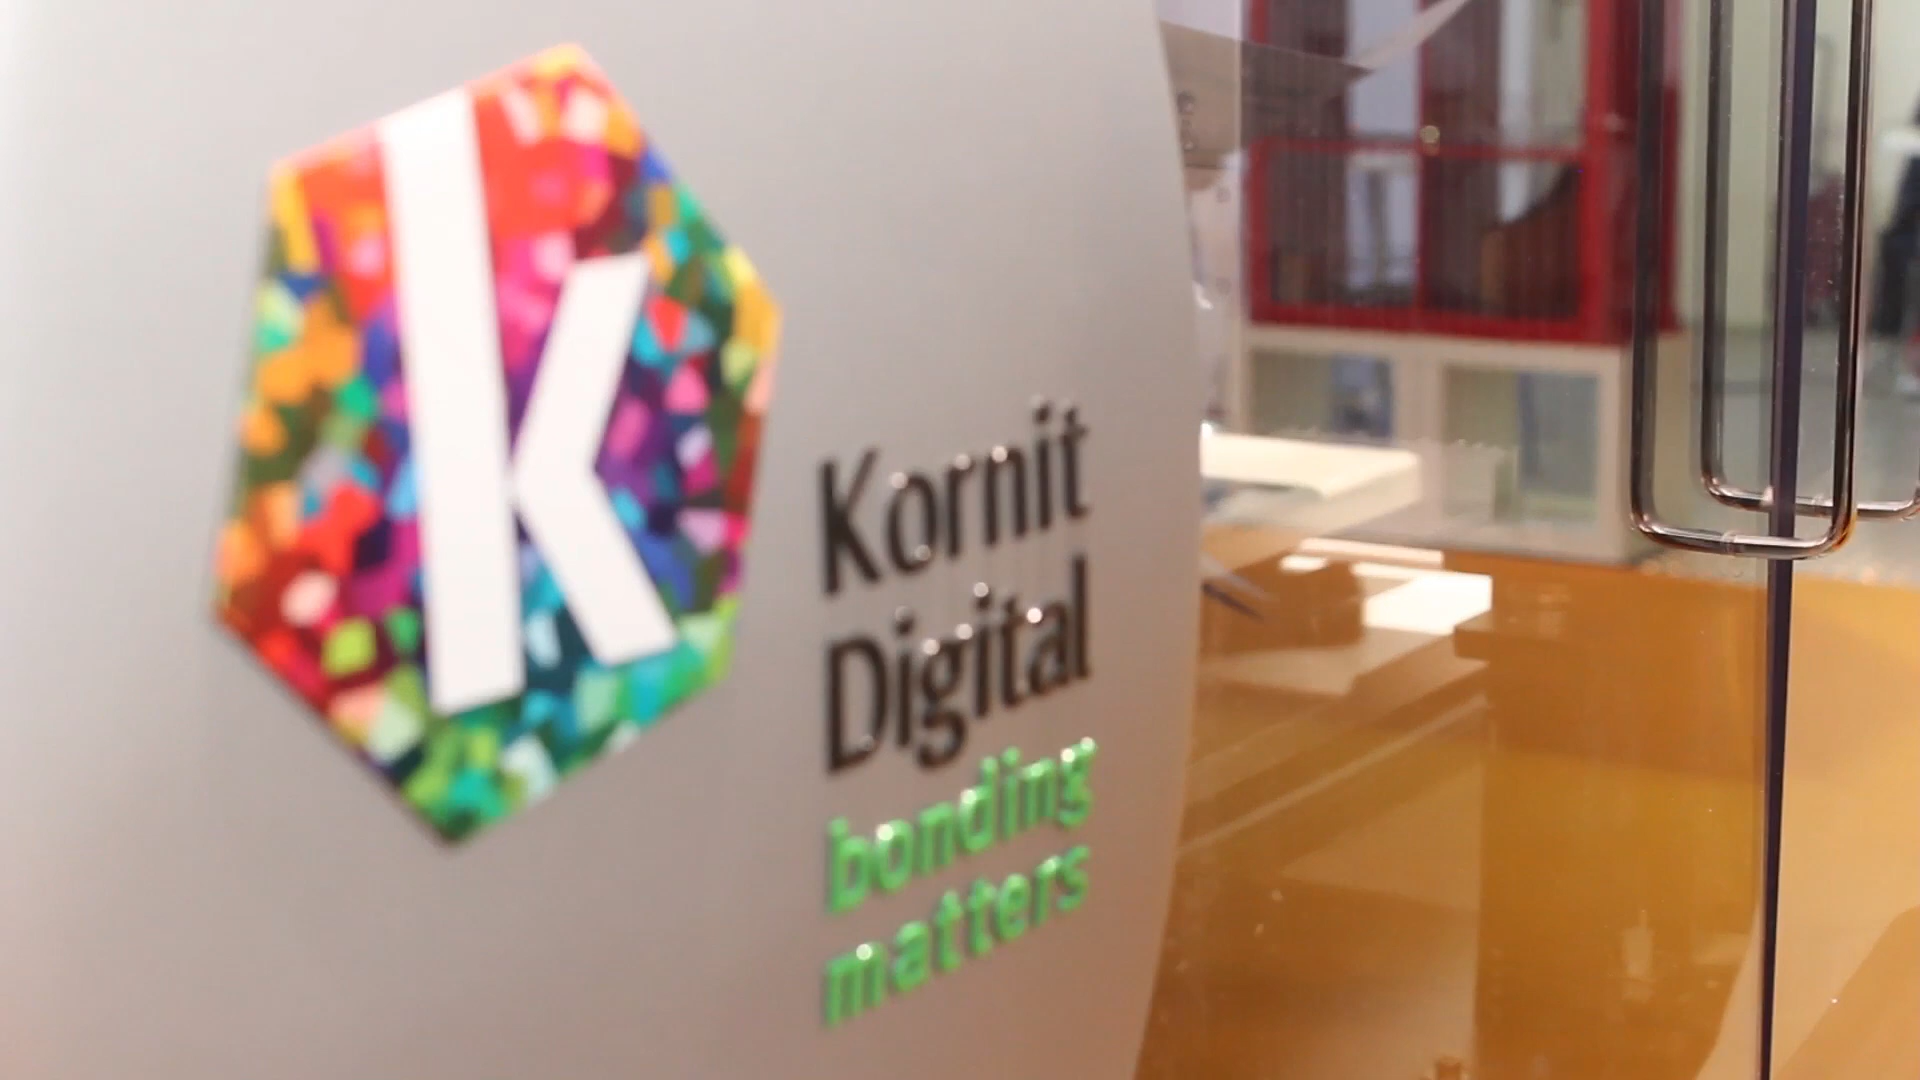 k
Kornit
Digital
bonding
matters